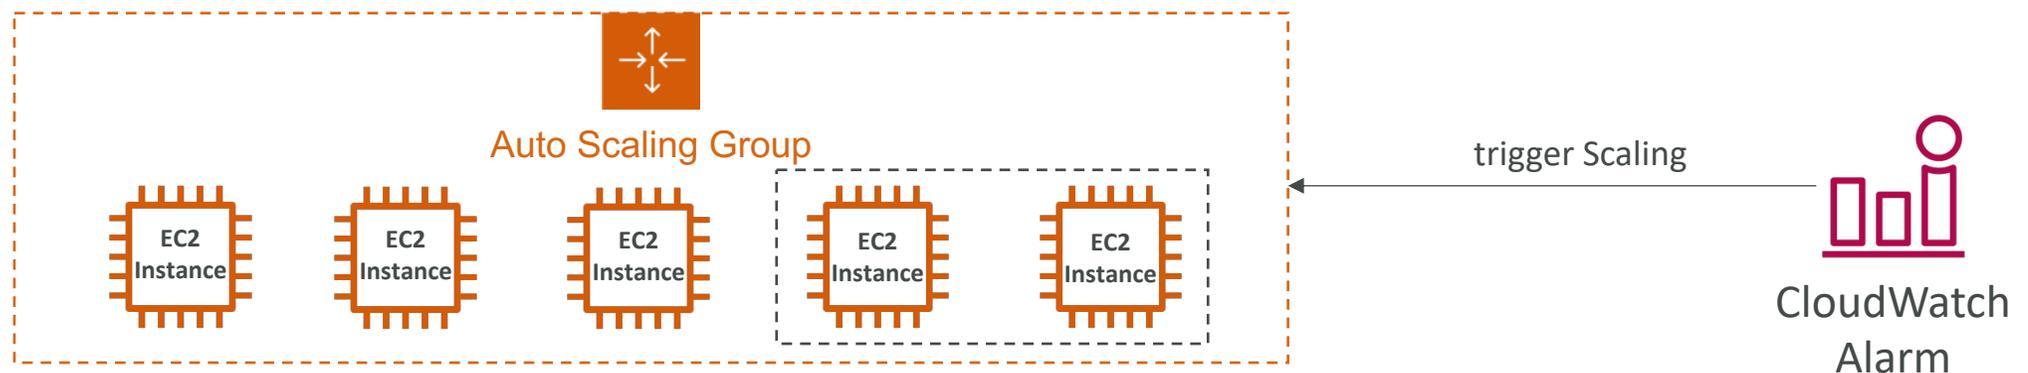 Auto Scaling Group
trigger Scaling
EC2
Instance
EC2
Instance
EC2
Instance
EC2
Instance
EC2
Instance
CloudWatch
Alarm